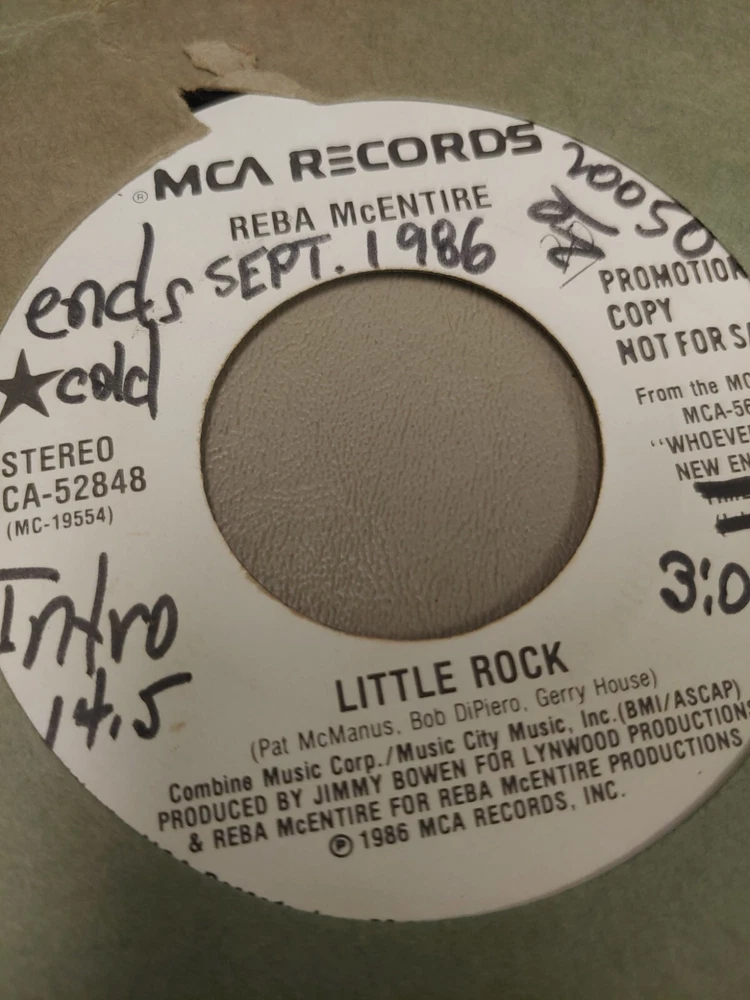 ® MCA RECORDS
REBA McENTIRE
SEPT. 1986
20050
ends
★cold
PROMOTION
COPY
NOT FOR SA
From the MC
MCA-56
"WHOEVE
NEW EN
STEREO
CA-52848
(MC-19554)
3:0
Intro
14.5
LITTLE ROCK
(Pat McManus, Bob DiPiero, Gerry House)
Combine Music Corp./Music City Music, Inc.(BMI/ASCAP)
PRODUCED BY JIMMY BOWEN FOR LYNWOOD PRODUCTIONS
& REBA McENTIRE FOR REBA McENTIRE PRODUCTIONS
℗ 1986 MCA RECORDS, INC.